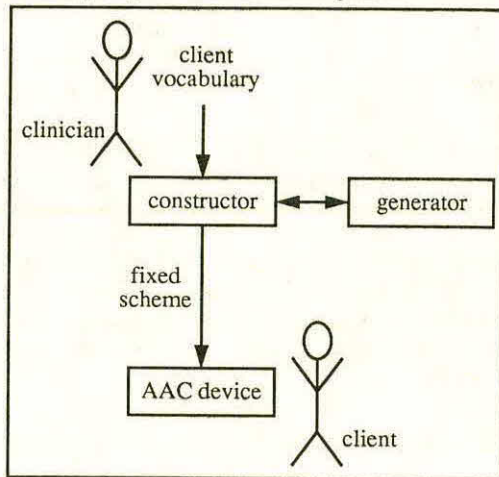 client
vocabulary
clinician
constructor
generator
fixed
scheme
AAC device
client